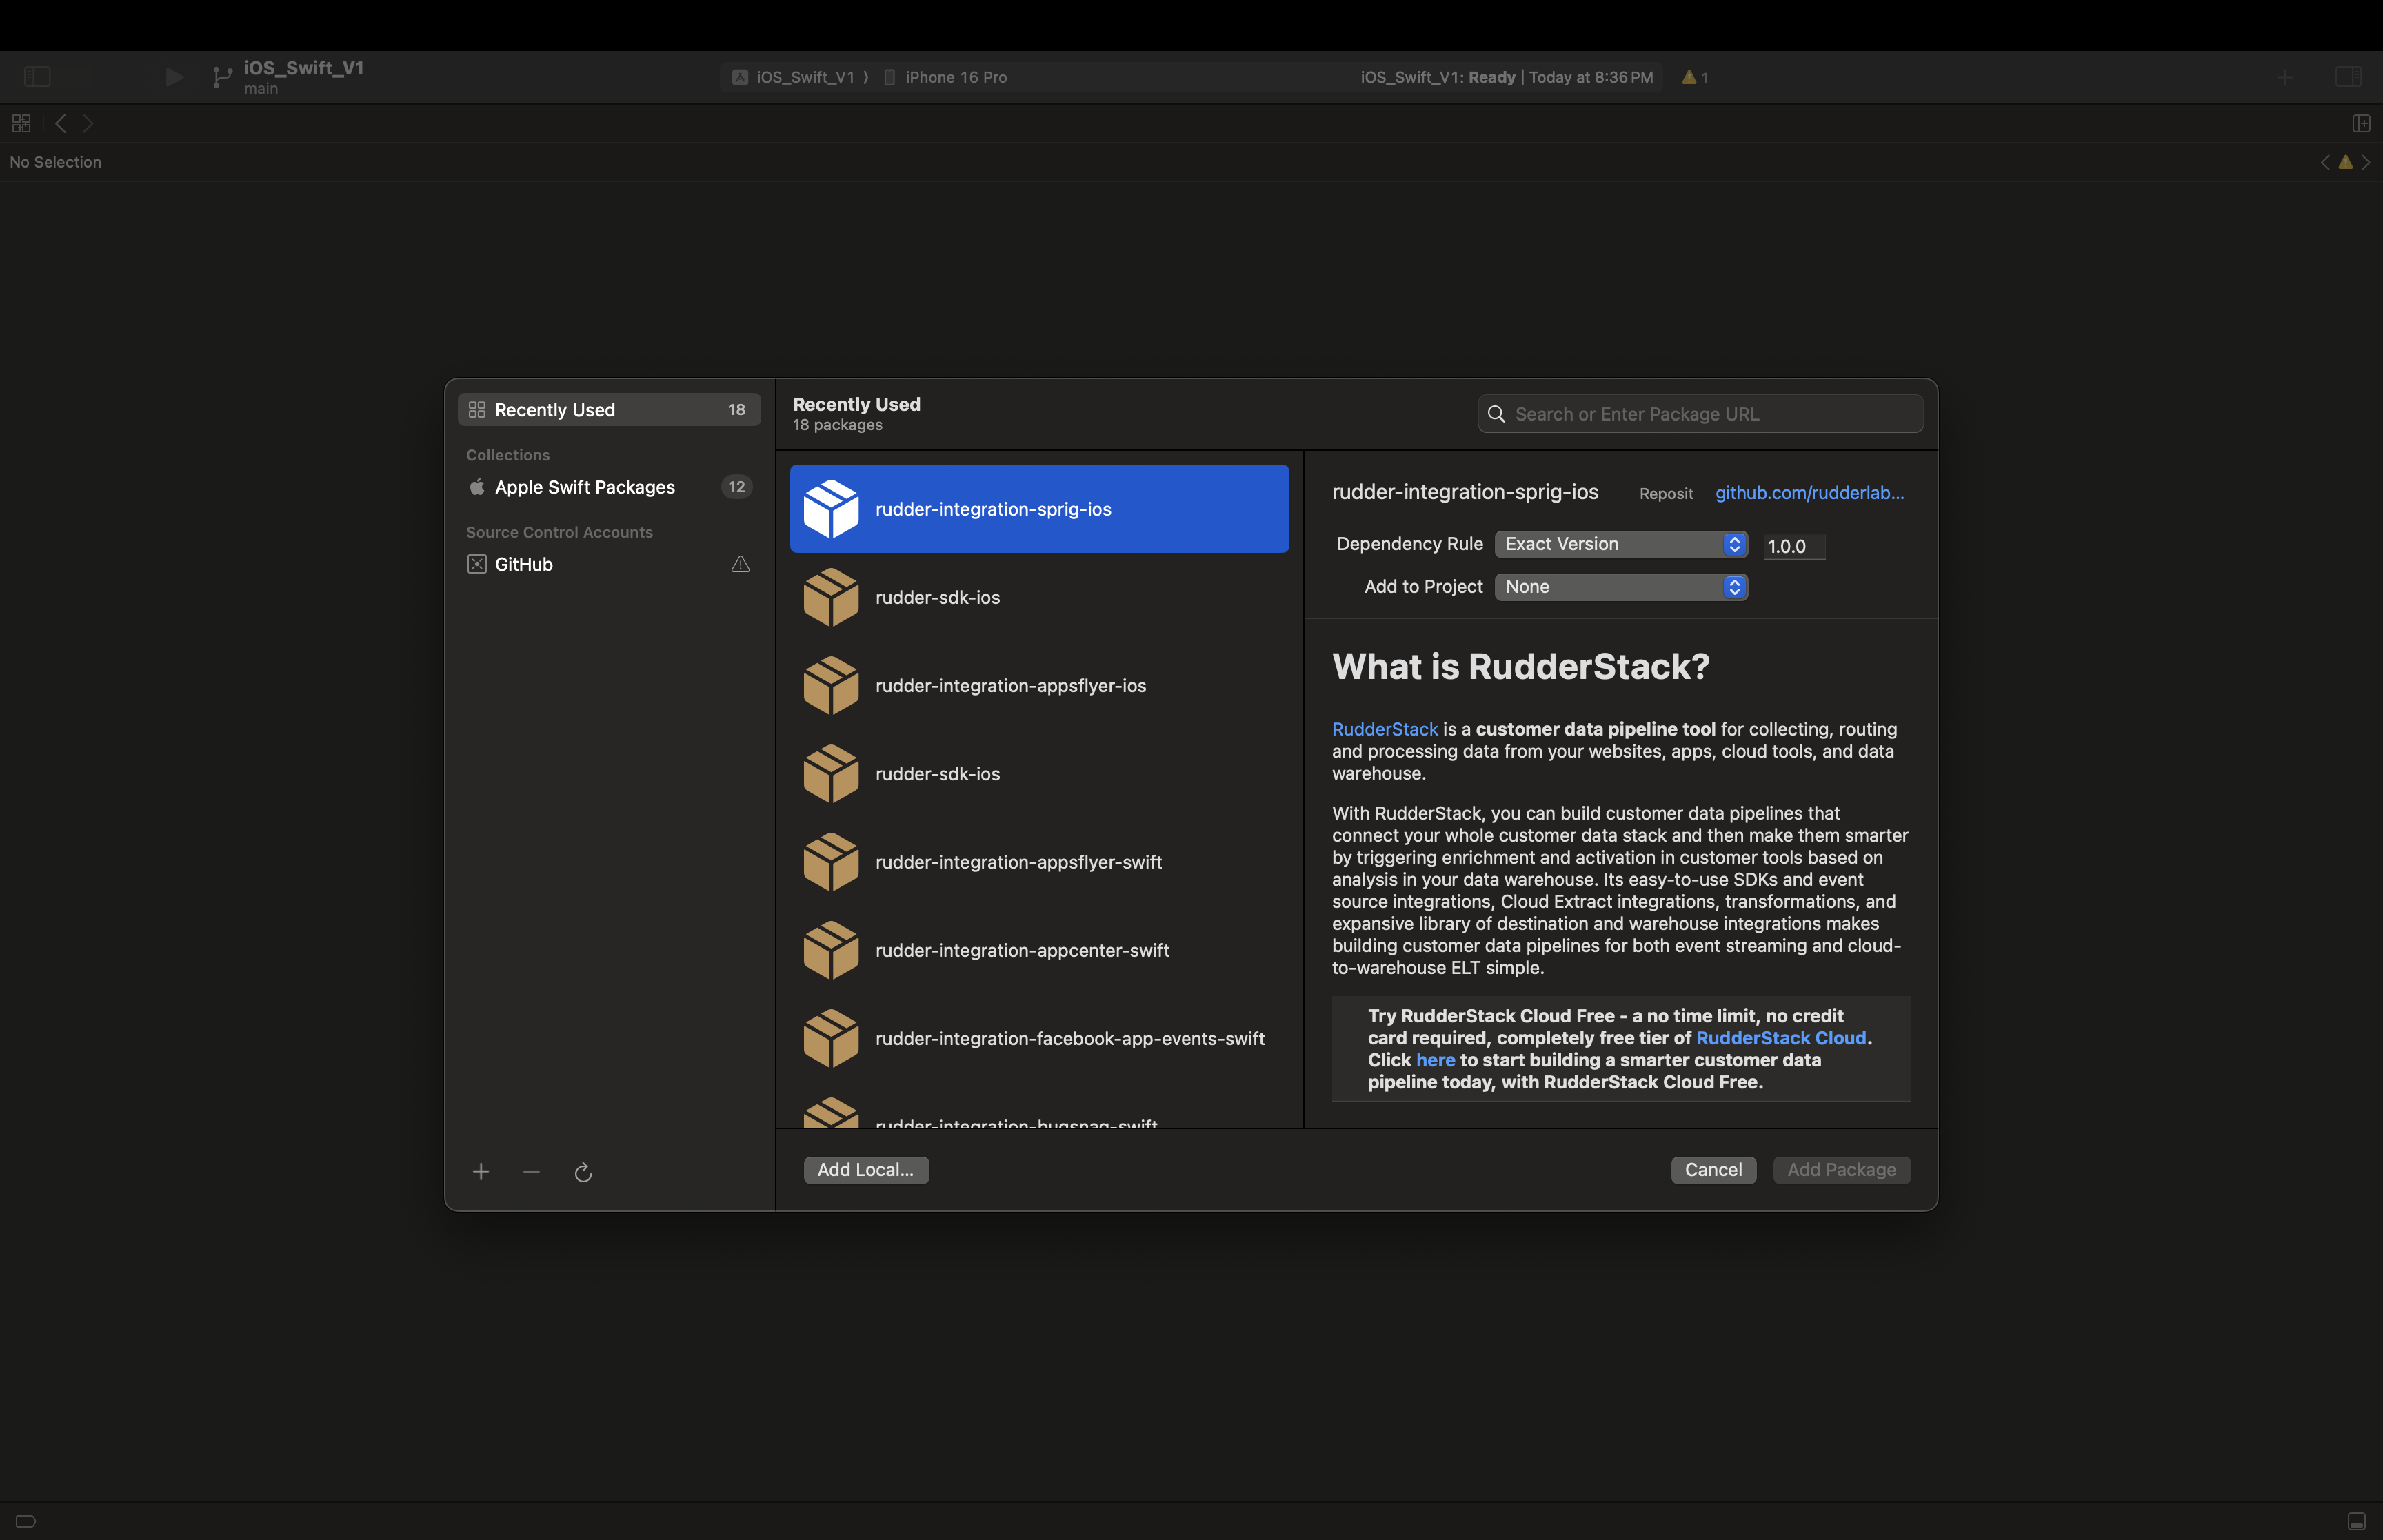 iOS_Swift_V1
main
iOS_Swift_V1 ⟩ iPhone 16 Pro
iOS_Swift_V1: Ready | Today at 8:36 PM
1
No Selection
Recently Used 18
Collections
Apple Swift Packages 12
Source Control Accounts
GitHub
Recently Used
18 packages
Search or Enter Package URL
rudder-integration-sprig-ios
rudder-sdk-ios
rudder-integration-appsflyer-ios
rudder-sdk-ios
rudder-integration-appsflyer-swift
rudder-integration-appcenter-swift
rudder-integration-facebook-app-events-swift
rudder-integration-bugsnag-swift
rudder-integration-sprig-ios Reposit github.com/rudderlab...
Dependency Rule Exact Version 1.0.0
Add to Project None
What is RudderStack?
RudderStack is a customer data pipeline tool for collecting, routing
and processing data from your websites, apps, cloud tools, and data
warehouse.
With RudderStack, you can build customer data pipelines that
connect your whole customer data stack and then make them smarter
by triggering enrichment and activation in customer tools based on
analysis in your data warehouse. Its easy-to-use SDKs and event
source integrations, Cloud Extract integrations, transformations, and
expansive library of destination and warehouse integrations makes
building customer data pipelines for both event streaming and cloud-
to-warehouse ELT simple.
Try RudderStack Cloud Free - a no time limit, no credit
card required, completely free tier of RudderStack Cloud.
Click here to start building a smarter customer data
pipeline today, with RudderStack Cloud Free.
Add Local...
Cancel
Add Package